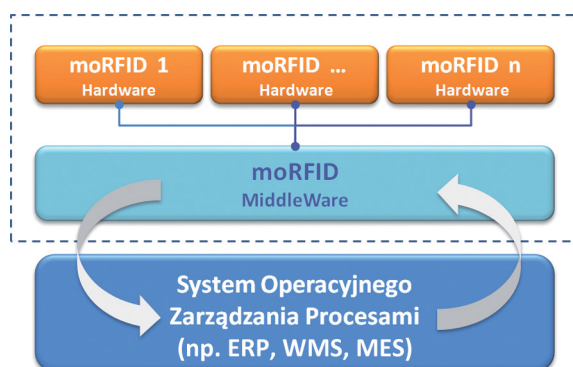 moRFID 1
Hardware
moRFID ...
Hardware
moRFID n
Hardware
moRFID
MiddleWare
System Operacyjnego
Zarządzania Procesami
(np. ERP, WMS, MES)